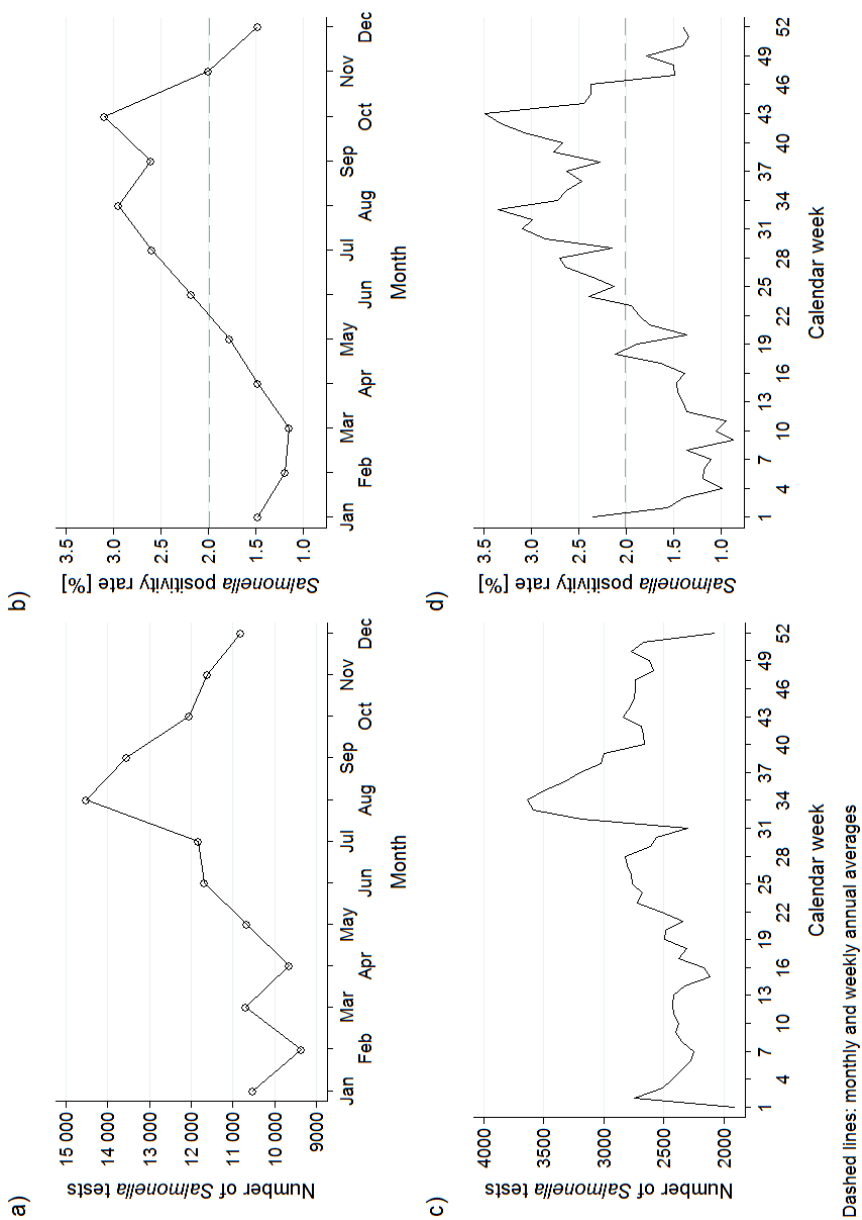 a)
Number of Salmonella tests
15 000
14 000
13 000
12 000
11 000
10 000
9000
Jan Feb Mar Apr May Jun Jul Aug Sep Oct Nov Dec
Month
b)
Salmonella positivity rate [%]
3.5
3.0
2.5
2.0
1.5
1.0
Jan Feb Mar Apr May Jun Jul Aug Sep Oct Nov Dec
Month
c)
Number of Salmonella tests
4000
3500
3000
2500
2000
1 4 7 10 13 16 19 22 25 28 31 34 37 40 43 46 49 52
Calendar week
d)
Salmonella positivity rate [%]
3.5
3.0
2.5
2.0
1.5
1.0
1 4 7 10 13 16 19 22 25 28 31 34 37 40 43 46 49 52
Calendar week
Dashed lines: monthly and weekly annual averages